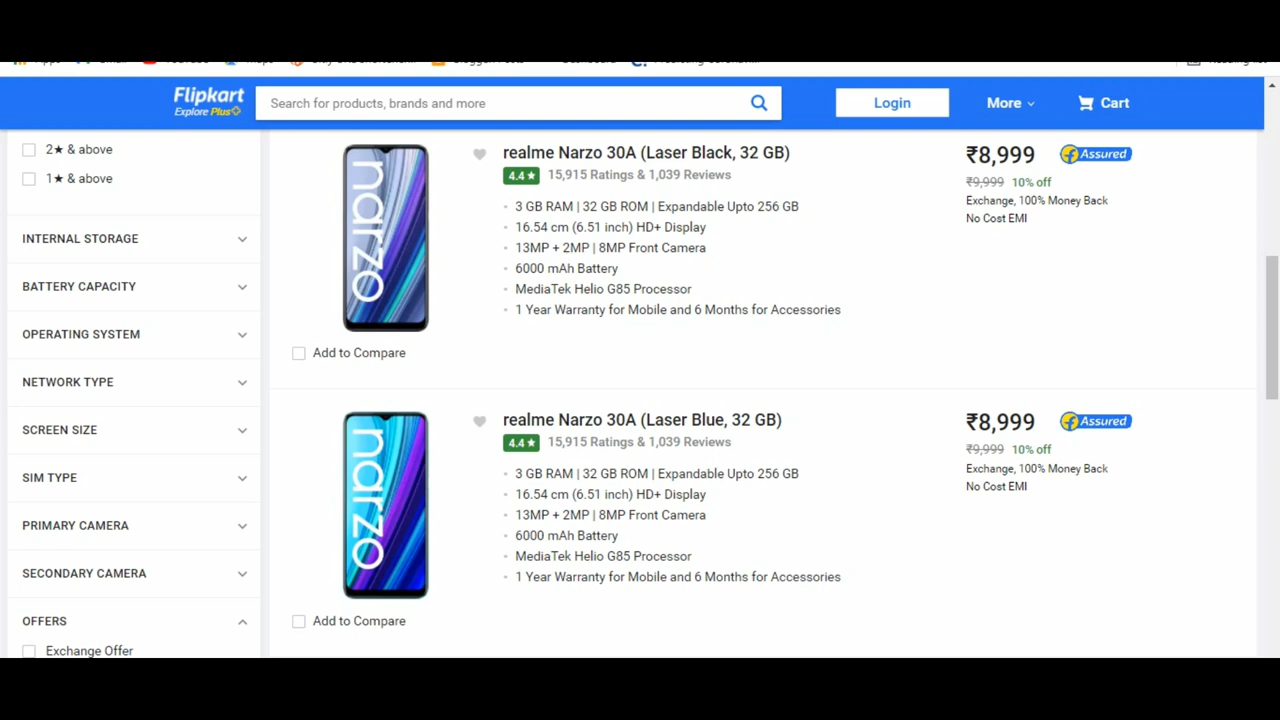 Flipkart
Explore Plus
Search for products, brands and more
Login
More
Cart
2★ & above
1★ & above
INTERNAL STORAGE
BATTERY CAPACITY
OPERATING SYSTEM
NETWORK TYPE
SCREEN SIZE
SIM TYPE
PRIMARY CAMERA
SECONDARY CAMERA
OFFERS
Exchange Offer
narzo
realme Narzo 30A (Laser Black, 32 GB)
4.4★ 15,915 Ratings & 1,039 Reviews
3 GB RAM | 32 GB ROM | Expandable Upto 256 GB
16.54 cm (6.51 inch) HD+ Display
13MP + 2MP | 8MP Front Camera
6000 mAh Battery
MediaTek Helio G85 Processor
1 Year Warranty for Mobile and 6 Months for Accessories
Add to Compare
₹8,999 Assured
₹9,999 10% off
Exchange, 100% Money Back
No Cost EMI
narzo
realme Narzo 30A (Laser Blue, 32 GB)
4.4★ 15,915 Ratings & 1,039 Reviews
3 GB RAM | 32 GB ROM | Expandable Upto 256 GB
16.54 cm (6.51 inch) HD+ Display
13MP + 2MP | 8MP Front Camera
6000 mAh Battery
MediaTek Helio G85 Processor
1 Year Warranty for Mobile and 6 Months for Accessories
Add to Compare
₹8,999 Assured
₹9,999 10% off
Exchange, 100% Money Back
No Cost EMI